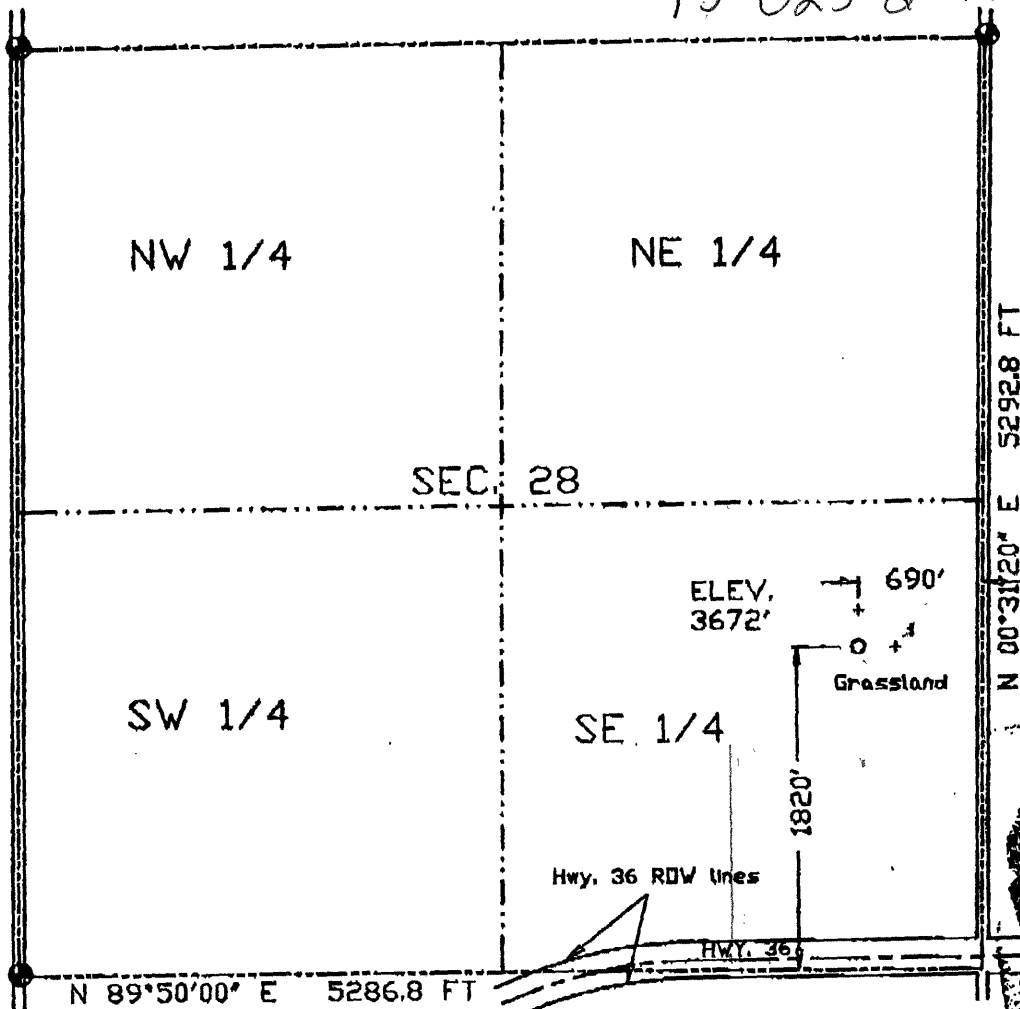 NW 1/4
NE 1/4
N 00°31'20" E 5292.8 FT
SEC. 28
ELEV.
3672'
690'
Grassland
SW 1/4
SE 1/4
1820'
Hwy. 36 ROW lines
HWY. 36
N 89°50'00" E 5286.8 FT